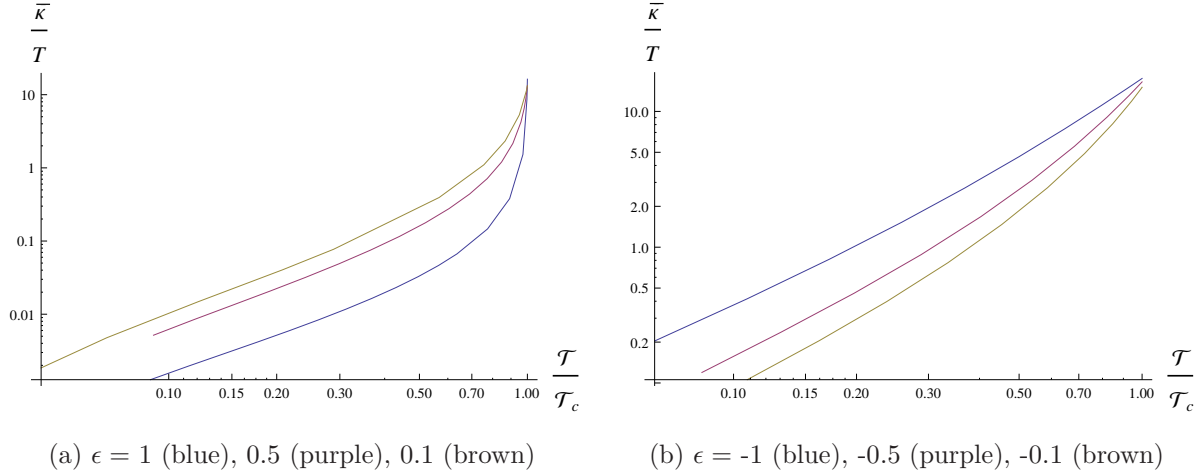 κ̄/T
10
1
0.1
0.01
0.10 0.15 0.20 0.30 0.50 0.70 1.00
𝒯/𝒯c
(a) ϵ = 1 (blue), 0.5 (purple), 0.1 (brown)
κ̄/T
10.0
5.0
2.0
1.0
0.5
0.2
0.10 0.15 0.20 0.30 0.50 0.70 1.00
𝒯/𝒯c
(b) ϵ = -1 (blue), -0.5 (purple), -0.1 (brown)